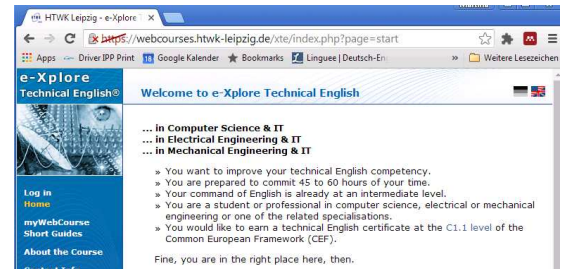 HTWK Leipzig - e-Xplore T
https://webcourses.htwk-leipzig.de/xte/index.php?page=start
Apps Driver IPP Print 18 Google Kalender Bookmarks Linguee | Deutsch-En » Weitere Lesezeichen
e-Xplore
Technical English®
Welcome to e-Xplore Technical English
... in Computer Science & IT
... in Electrical Engineering & IT
... in Mechanical Engineering & IT
» You want to improve your technical English competency.
» You are prepared to commit 45 to 60 hours of your time.
» Your command of English is already at an intermediate level.
» You are a student or professional in computer science, electrical or mechanical
engineering or one of the related specialisations.
» You would like to earn a technical English certificate at the C1.1 level of the
Common European Framework (CEF).
Fine, you are in the right place here, then.
Log in
Home
myWebCourse
Short Guides
About the Course